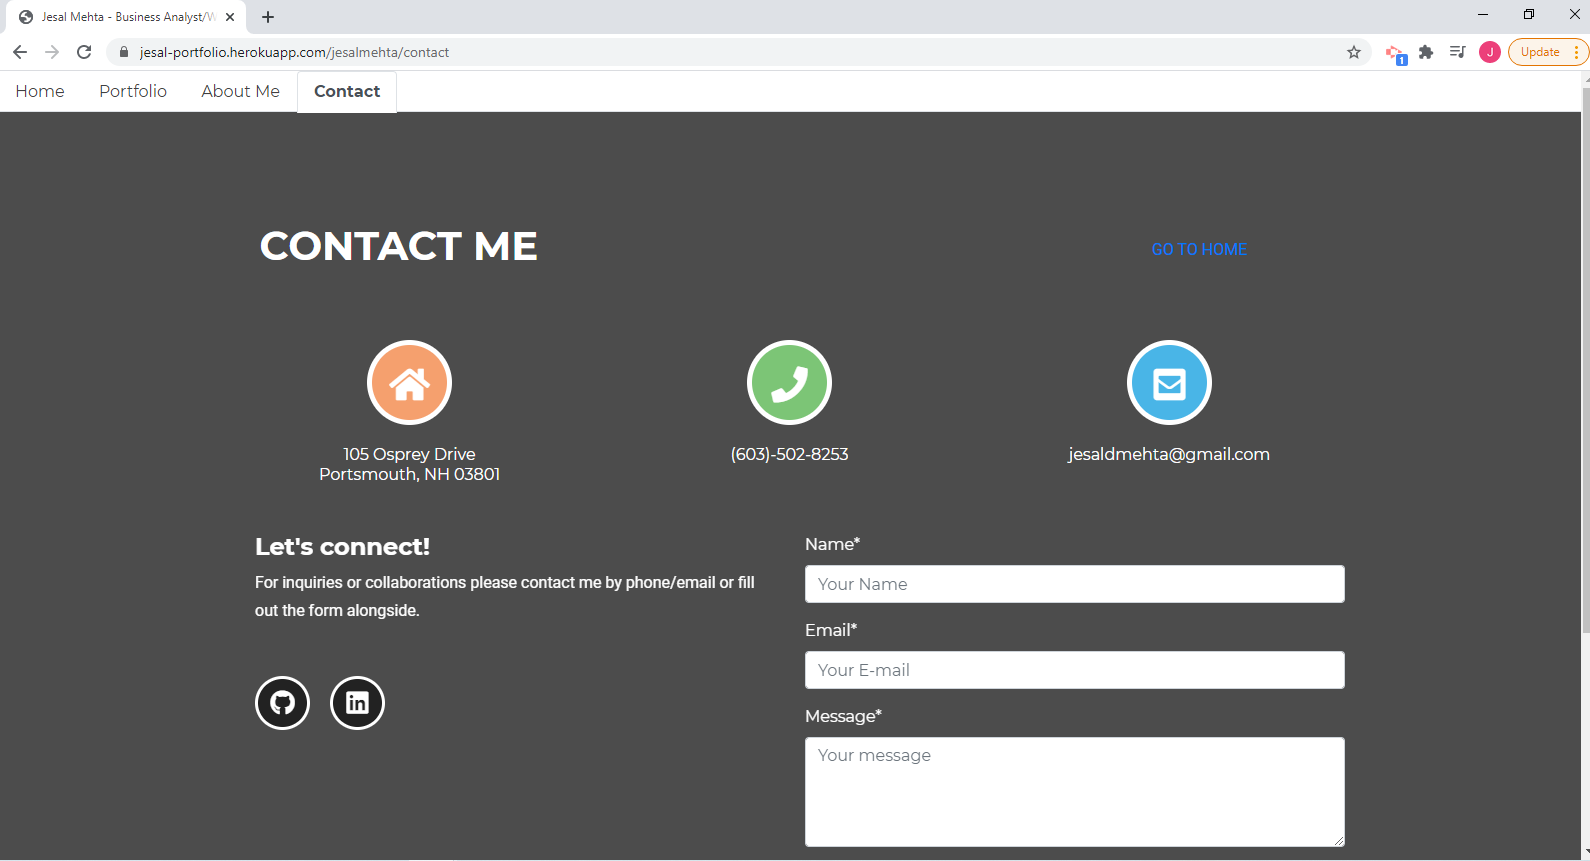 Jesal Mehta - Business Analyst/W
jesal-portfolio.herokuapp.com/jesalmehta/contact
1
J
Update
Home
Portfolio
About Me
Contact
CONTACT ME
GO TO HOME
105 Osprey Drive
Portsmouth, NH 03801
(603)-502-8253
jesaldmehta@gmail.com
Let's connect!
For inquiries or collaborations please contact me by phone/email or fill
out the form alongside.
in
Name*
Your Name
Email*
Your E-mail
Message*
Your message